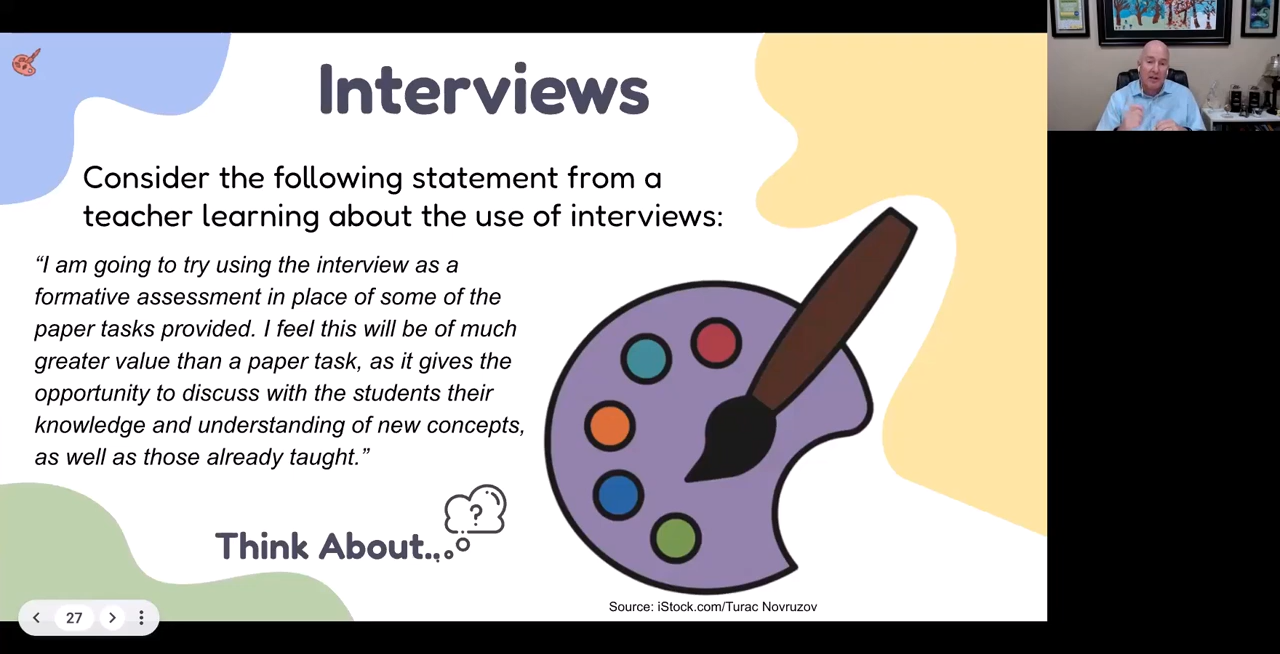 Interviews
Consider the following statement from a
teacher learning about the use of interviews:
“I am going to try using the interview as a
formative assessment in place of some of the
paper tasks provided. I feel this will be of much
greater value than a paper task, as it gives the
opportunity to discuss with the students their
knowledge and understanding of new concepts,
as well as those already taught.”
?
Think About...
Source: iStock.com/Turac Novruzov
27